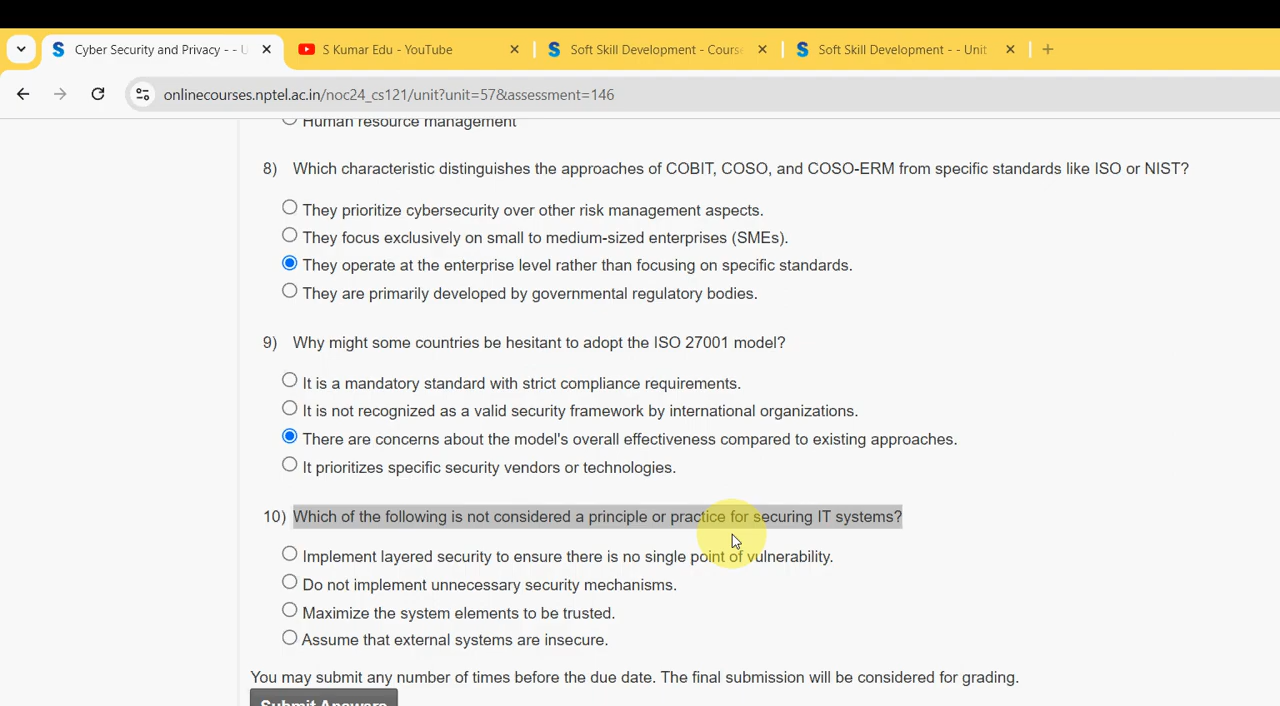 Cyber Security and Privacy - - U
S Kumar Edu - YouTube
Soft Skill Development - Course
Soft Skill Development - - Unit
onlinecourses.nptel.ac.in/noc24_cs121/unit?unit=57&assessment=146
Human resource management
8) Which characteristic distinguishes the approaches of COBIT, COSO, and COSO-ERM from specific standards like ISO or NIST?
They prioritize cybersecurity over other risk management aspects.
They focus exclusively on small to medium-sized enterprises (SMEs).
They operate at the enterprise level rather than focusing on specific standards.
They are primarily developed by governmental regulatory bodies.
9) Why might some countries be hesitant to adopt the ISO 27001 model?
It is a mandatory standard with strict compliance requirements.
It is not recognized as a valid security framework by international organizations.
There are concerns about the model's overall effectiveness compared to existing approaches.
It prioritizes specific security vendors or technologies.
10) Which of the following is not considered a principle or practice for securing IT systems?
Implement layered security to ensure there is no single point of vulnerability.
Do not implement unnecessary security mechanisms.
Maximize the system elements to be trusted.
Assume that external systems are insecure.
You may submit any number of times before the due date. The final submission will be considered for grading.
Submit Answers